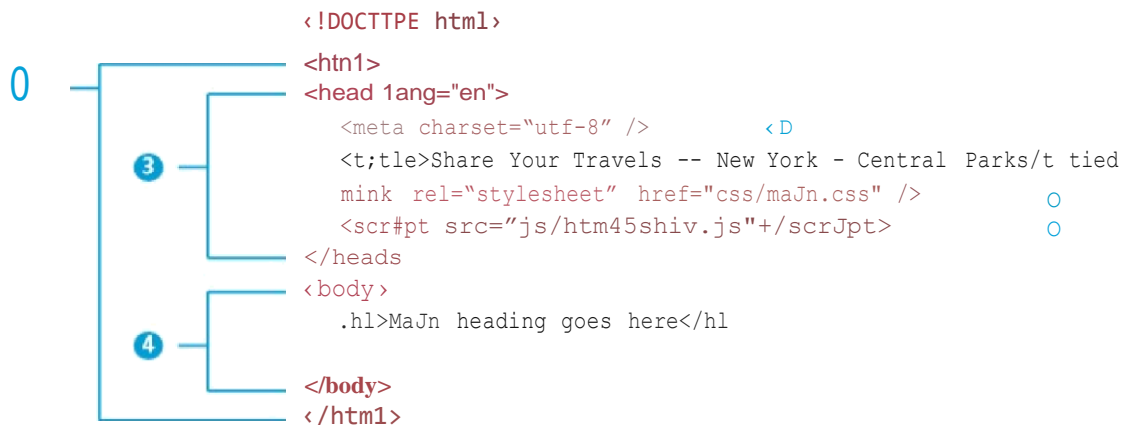 ‹!DOCTTPE html›
<htn1>
0
<head 1ang="en">
<meta charset=“utf-8” /> ‹D
3 <t;tle>Share Your Travels -- New York - Central Parks/t tied
mink rel=“stylesheet” href="css/maJn.css" /> O
<scr#pt src=”js/htm45shiv.js"+/scrJpt> O
</heads
‹body›
.hl>MaJn heading goes here</hl
4
</body>
‹/htm1>